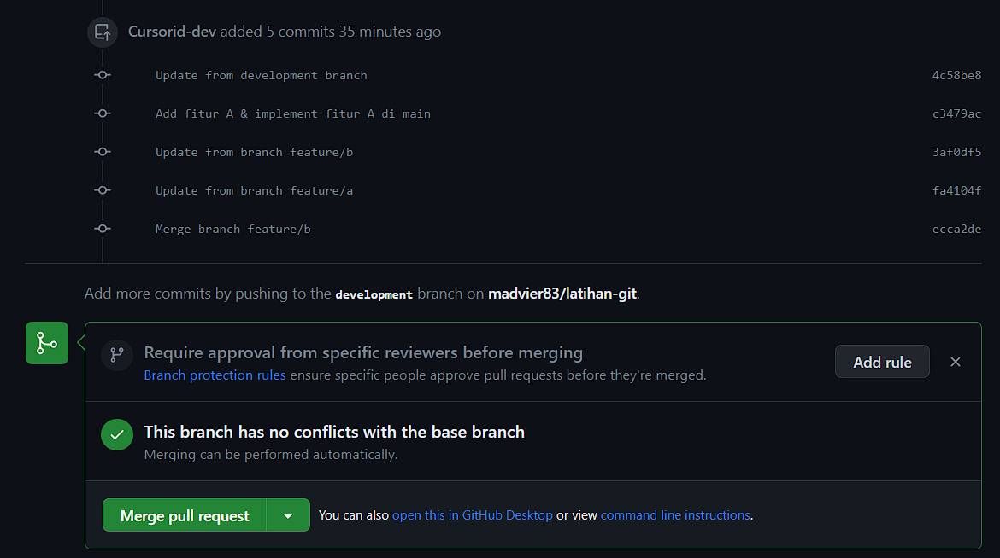 Cursorid-dev added 5 commits 35 minutes ago
Update from development branch 4c58be8
Add fitur A & implement fitur A di main c3479ac
Update from branch feature/b 3af0df5
Update from branch feature/a fa4104f
Merge branch feature/b ecca2de
Add more commits by pushing to the development branch on madvier83/latihan-git.
Require approval from specific reviewers before merging
Branch protection rules ensure specific people approve pull requests before they're merged.
Add rule
This branch has no conflicts with the base branch
Merging can be performed automatically.
Merge pull request
You can also open this in GitHub Desktop or view command line instructions.